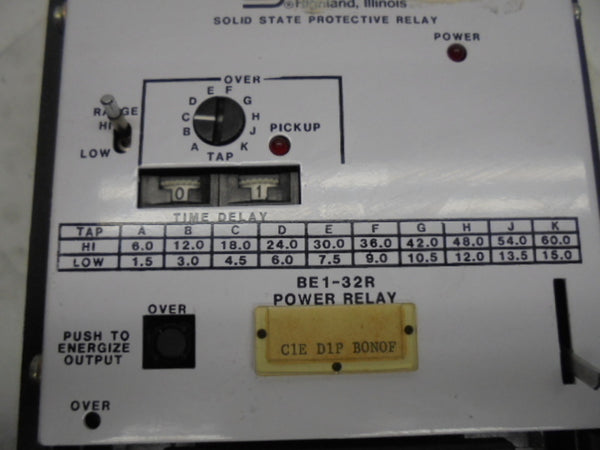 ®Highland, Illinois
SOLID STATE PROTECTIVE RELAY
POWER
OVER
E F
D G
C H
B J
A K
TAP
RANGE
HI
LOW
PICKUP
0 1
TIME DELAY
TAP A B C D E F G H J K
HI 6.0 12.0 18.0 24.0 30.0 36.0 42.0 48.0 54.0 60.0
LOW 1.5 3.0 4.5 6.0 7.5 9.0 10.5 12.0 13.5 15.0
BE1-32R
POWER RELAY
OVER
PUSH TO
ENERGIZE
OUTPUT
C1E D1P BONOF
OVER